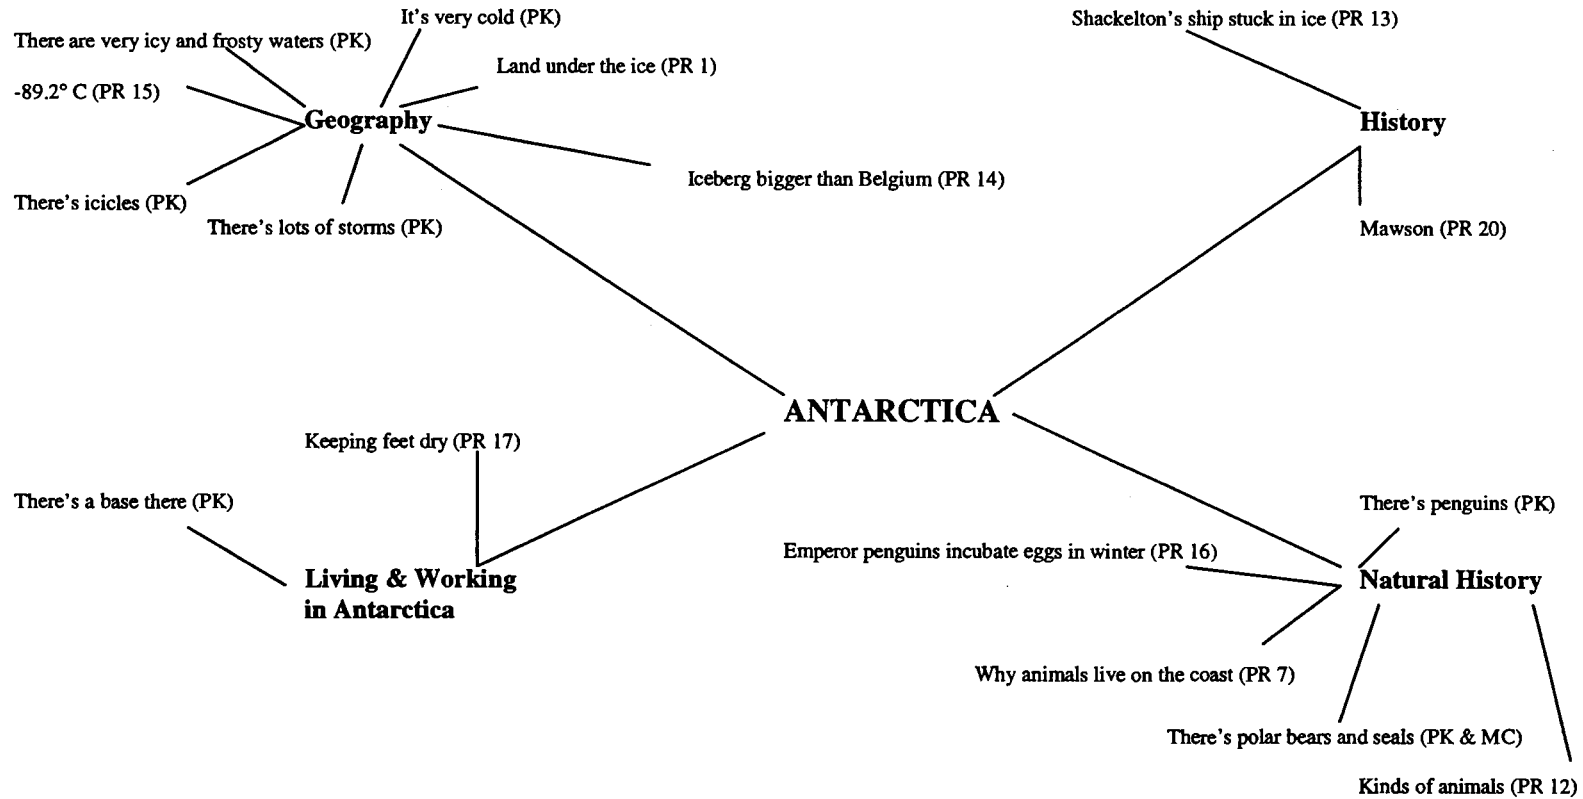 It's very cold (PK)
There are very icy and frosty waters (PK)
Land under the ice (PR 1)
-89.2° C (PR 15)
Geography
Iceberg bigger than Belgium (PR 14)
There's icicles (PK)
There's lots of storms (PK)
Shackelton's ship stuck in ice (PR 13)
History
Mawson (PR 20)
ANTARCTICA
Keeping feet dry (PR 17)
There's a base there (PK)
Living & Working
in Antarctica
There's penguins (PK)
Emperor penguins incubate eggs in winter (PR 16)
Natural History
Why animals live on the coast (PR 7)
There's polar bears and seals (PK & MC)
Kinds of animals (PR 12)